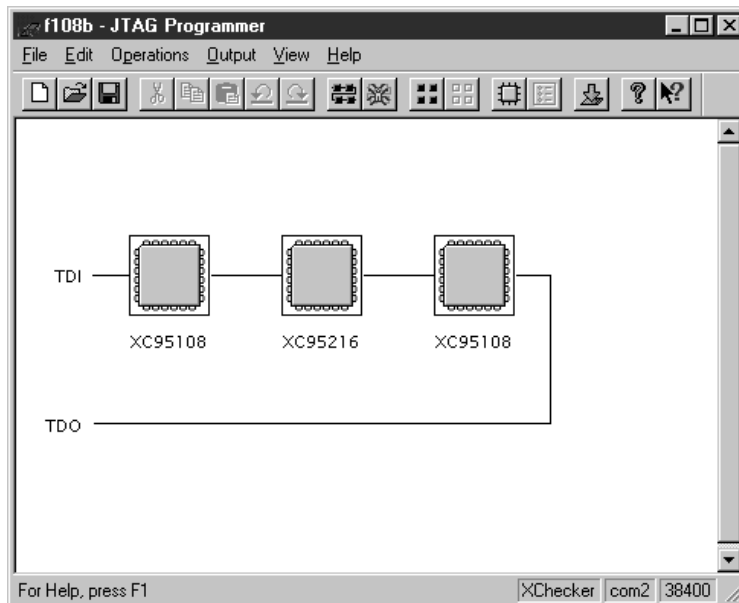 f108b - JTAG Programmer
File Edit Operations Output View Help
TDI
XC95108 XC95216 XC95108
TDO
For Help, press F1 XChecker com2 38400